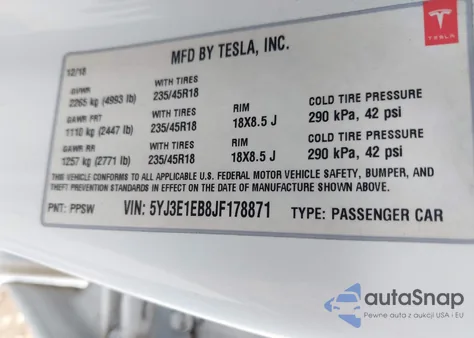 TESLA
MFD BY TESLA, INC.
12/18
GVWR WITH TIRES
2265 kg (4993 lb) 235/45R18
GAWR FRT WITH TIRES RIM COLD TIRE PRESSURE
1110 kg (2447 lb) 235/45R18 18X8.5 J 290 kPa, 42 psi
GAWR RR WITH TIRES RIM COLD TIRE PRESSURE
1257 kg (2771 lb) 235/45R18 18X8.5 J 290 kPa, 42 psi
THIS VEHICLE CONFORMS TO ALL APPLICABLE U.S. FEDERAL MOTOR VEHICLE SAFETY, BUMPER, AND
THEFT PREVENTION STANDARDS IN EFFECT ON THE DATE OF MANUFACTURE SHOWN ABOVE.
PNT: PPSW VIN: 5YJ3E1EB8JF178871 TYPE: PASSENGER CAR
autoSnap
Pewne auta z aukcji USA - EU